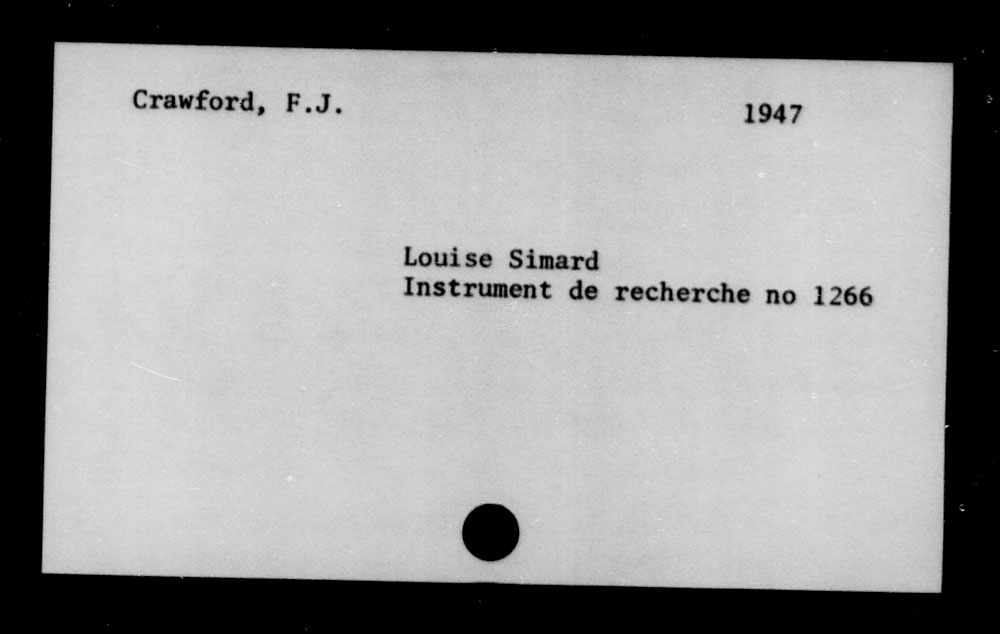 Crawford, F.J. 1947
Louise Simard
Instrument de recherche no 1266